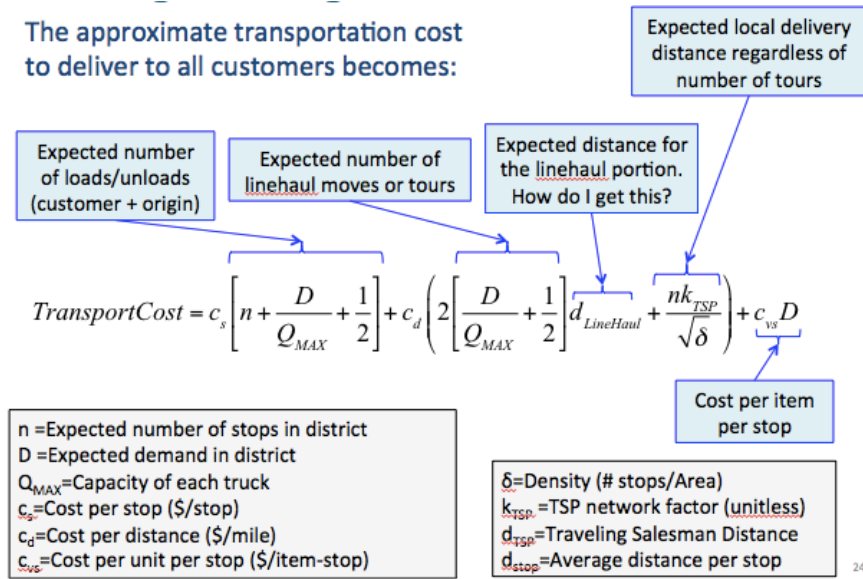 The approximate transportation cost
to deliver to all customers becomes:
Expected local delivery
distance regardless of
number of tours
Expected number
of loads/unloads
(customer + origin)
Expected number of
linehaul moves or tours
Expected distance for
the linehaul portion.
How do I get this?
TransportCost = c_s [n + D/Q_MAX + 1/2] + c_d (2[D/Q_MAX + 1/2] d_LineHaul + nk_TSP/√δ) + c_vs D
Cost per item
per stop
n =Expected number of stops in district
D =Expected demand in district
Q_MAX=Capacity of each truck
c_s=Cost per stop ($/stop)
c_d=Cost per distance ($/mile)
c_vs=Cost per unit per stop ($/item-stop)
δ=Density (# stops/Area)
k_TSP =TSP network factor (unitless)
d_TSP=Traveling Salesman Distance
d_stop=Average distance per stop
24